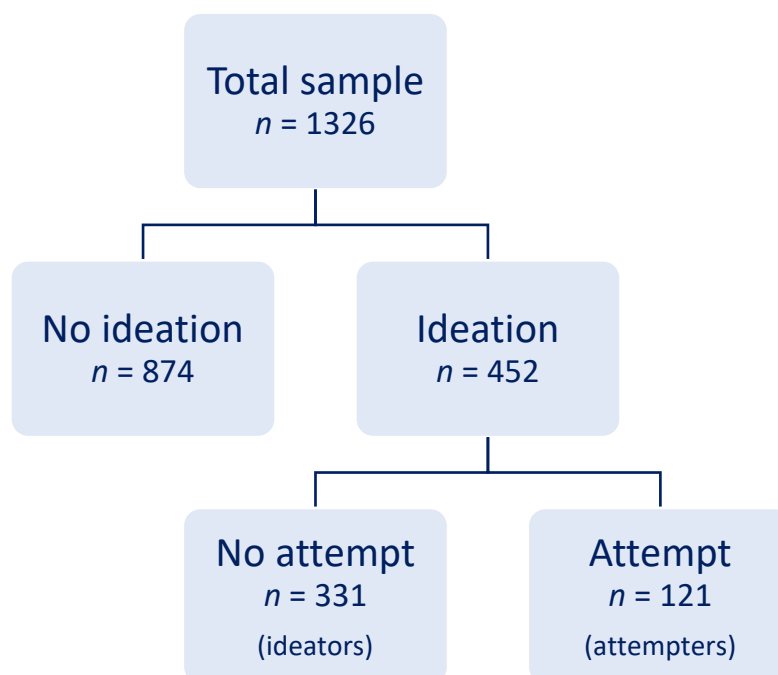 Total sample
n = 1326
No ideation
n = 874
Ideation
n = 452
No attempt
n = 331
(ideators)
Attempt
n = 121
(attempters)